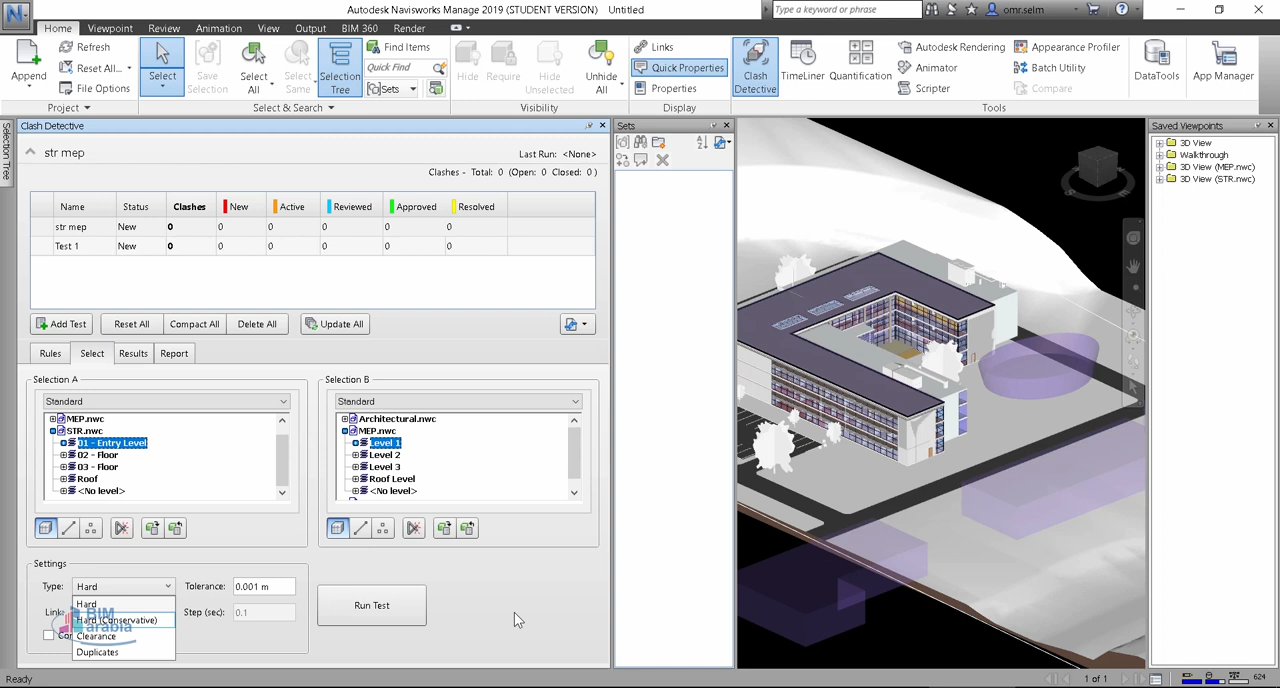 Autodesk Navisworks Manage 2019 (STUDENT VERSION) Untitled
Type a keyword or phrase
omr.selm
Home Viewpoint Review Animation View Output BIM 360 Render
Append
Refresh
Reset All...
File Options
Project
Select
Save Selection
Select All
Select Same
Selection Tree
Find Items
Quick Find
Sets
Select & Search
Hide
Require
Hide Unselected
Unhide All
Visibility
Links
Quick Properties
Properties
Display
Clash Detective
TimeLiner
Quantification
Autodesk Rendering
Animator
Scripter
Appearance Profiler
Batch Utility
Compare
Tools
DataTools
App Manager
Selection Tree
Clash Detective
str mep
Last Run: <None>
Clashes - Total: 0 (Open: 0 Closed: 0)
Name Status Clashes New Active Reviewed Approved Resolved
str mep New 0 0 0 0 0 0
Test 1 New 0 0 0 0 0 0
Add Test Reset All Compact All Delete All Update All
Rules Select Results Report
Selection A
Standard
MEP.nwc
STR.nwc
01 - Entry Level
02 - Floor
03 - Floor
Roof
<No level>
Selection B
Standard
Architectural.nwc
MEP.nwc
Level 1
Level 2
Level 3
Roof Level
<No level>
Settings
Type: Hard Tolerance: 0.001 m
Hard
Link: Hard (Conservative) Step (sec): 0.1
Clearance
Duplicates
BIM
arabia
Run Test
Sets
Saved Viewpoints
3D View
Walkthrough
3D View (MEP.nwc)
3D View (STR.nwc)
Ready
1 of 1
624